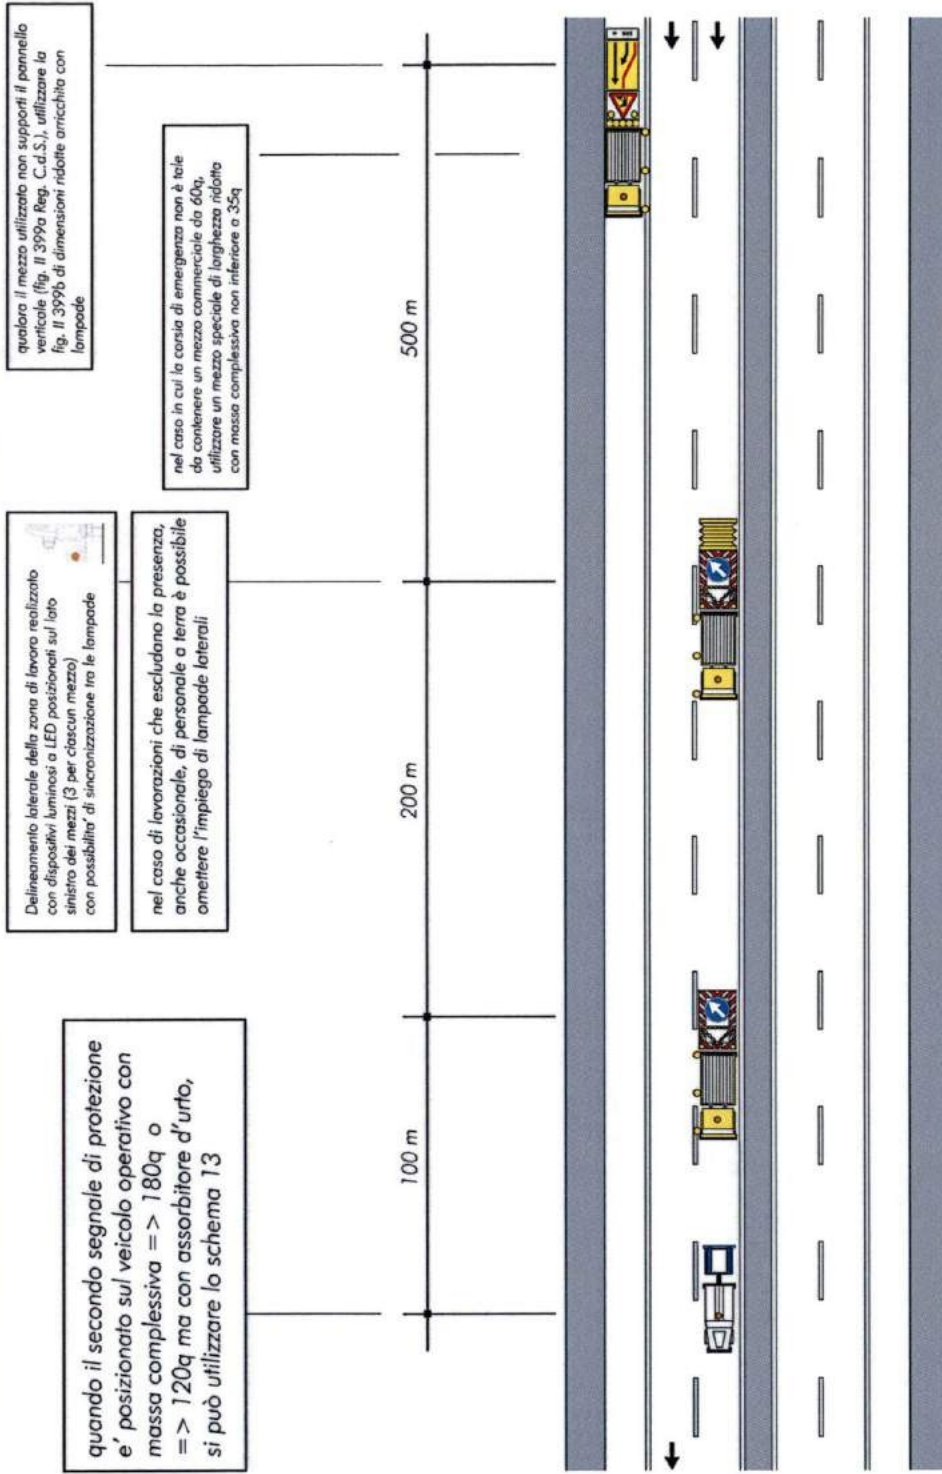 qualora il mezzo utilizzato non supporti il pannello
verticale (fig. II 399a Reg. C.d.S.), utilizzare la
fig. II 399b di dimensioni ridotte arricchita con
lampade
nel caso in cui la corsia di emergenza non è tale
da contenere un mezzo commerciale da 60q,
utilizzare un mezzo speciale di larghezza ridotta
con massa complessiva non inferiore a 35q
Delineamento laterale della zona di lavoro realizzato
con dispositivi luminosi a LED posizionati sul lato
sinistro dei mezzi (3 per ciascun mezzo)
con possibilita' di sincronizzazione tra le lampade
nel caso di lavorazioni che escludano la presenza,
anche occasionale, di personale a terra è possibile
omettere l'impiego di lampade laterali
quando il secondo segnale di protezione
e' posizionato sul veicolo operativo con
massa complessiva => 180q o
=> 120q ma con assorbitore d'urto,
si può utilizzare lo schema 13
100 m
200 m
500 m